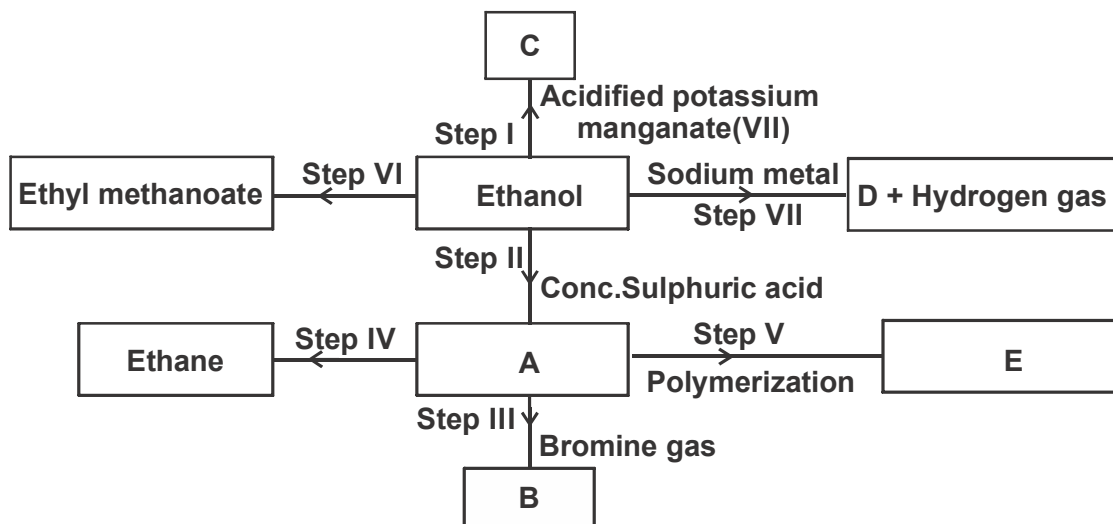 C
Acidified potassium
manganate(VII)
Step I
Ethyl methanoate
Step VI
Ethanol
Sodium metal
Step VII
D + Hydrogen gas
Step II
Conc.Sulphuric acid
Ethane
Step IV
A
Step V
Polymerization
E
Step III
Bromine gas
B